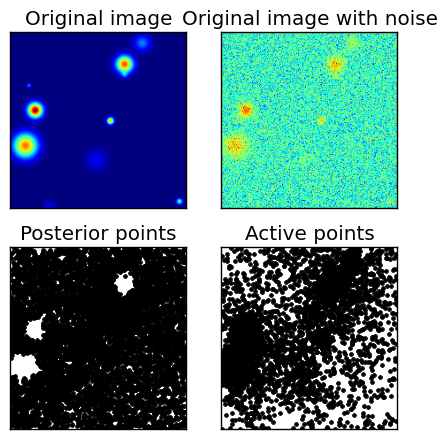 Original image
Original image with noise
Posterior points
Active points